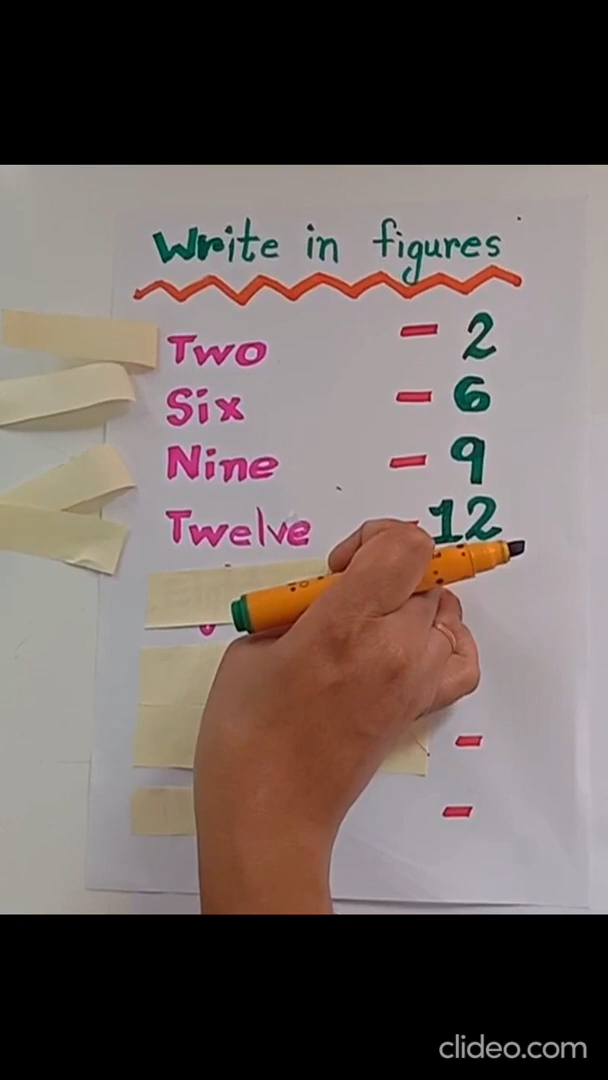 Write in figures
Two - 2
Six - 6
Nine - 9
Twelve - 12
-
-
clideo.com